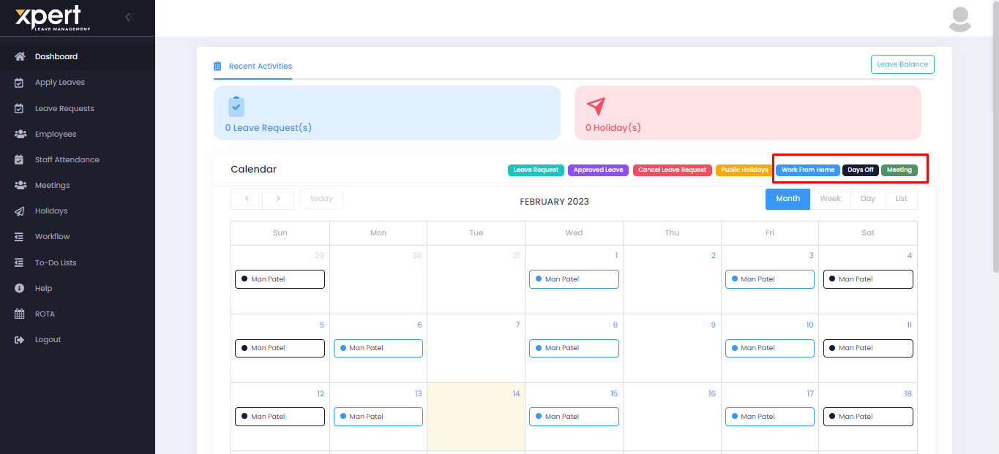 xpert
LEAVE MANAGEMENT
Dashboard
Apply Leaves
Leave Requests
Employees
Staff Attendance
Meetings
Holidays
Workflow
To-Do Lists
Help
ROTA
Logout
Recent Activities
Leave Balance
0 Leave Request(s)
0 Holiday(s)
Calendar
Leave Request Approved Leave Cancel Leave Request Public Holidays Work From Home Days Off Meeting
today
FEBRUARY 2023
Month Week Day List
Sun Mon Tue Wed Thu Fri Sat
29 30 31 1 2 3 4
Man Patel Man Patel Man Patel Man Patel
5 6 7 8 9 10 11
Man Patel Man Patel Man Patel Man Patel Man Patel
12 13 14 15 16 17 18
Man Patel Man Patel Man Patel Man Patel Man Patel